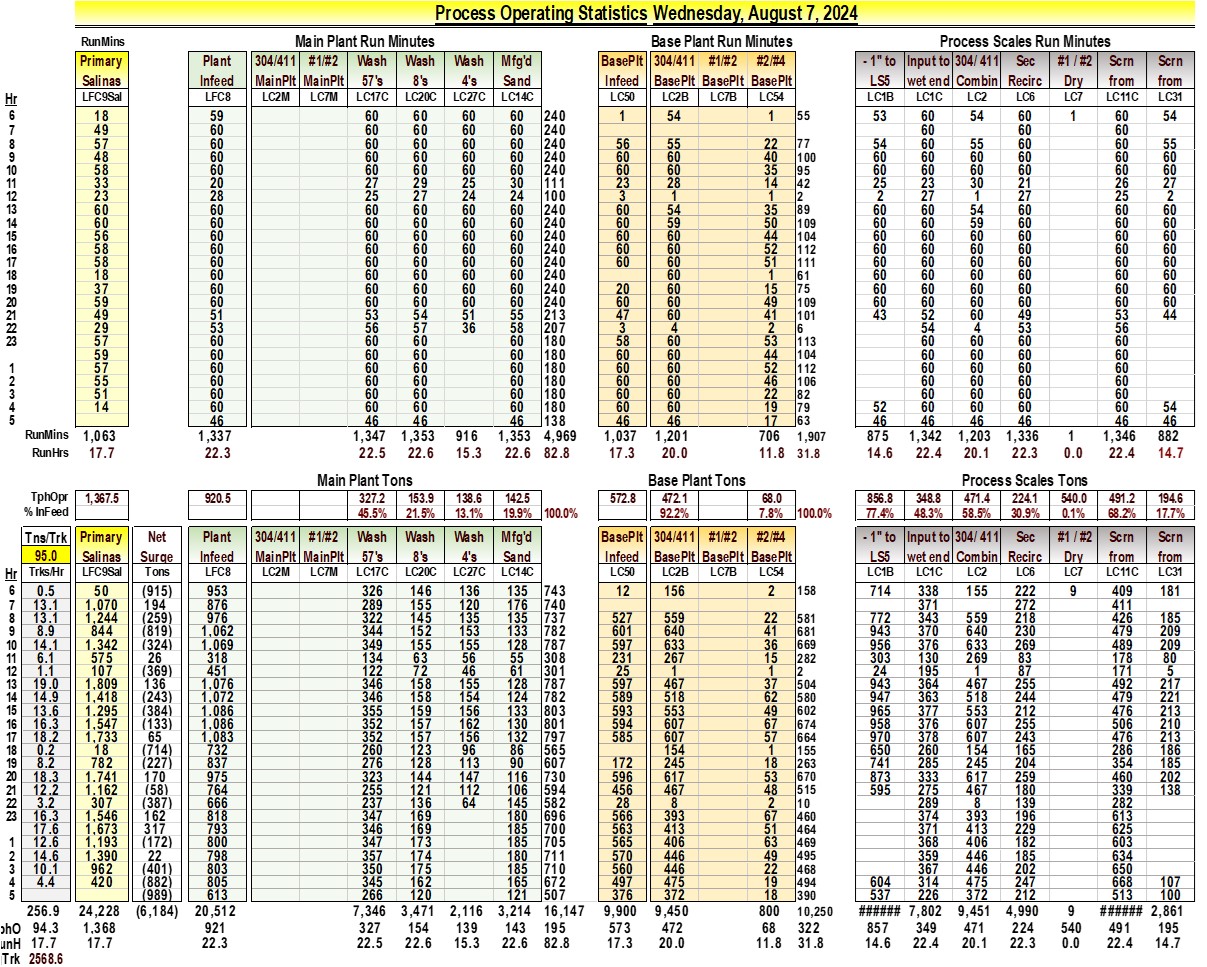 Process Operating Statistics Wednesday, August 7, 2024
RunMins Main Plant Run Minutes Base Plant Run Minutes Process Scales Run Minutes
Primary Plant 304/411 #1/#2 Wash Wash Wash Mfg'd BasePlt 304/411 #1/#2 #2/#4 - 1" to Input to 304/ 411 Sec #1 / #2 Scrn Scrn
Salinas Infeed MainPlt MainPlt 57's 8's 4's Sand Infeed BasePlt BasePlt BasePlt LS5 wet end Combin Recirc Dry from from
Hr LFC9Sal LFC8 LC2M LC7M LC17C LC20C LC27C LC14C LC50 LC2B LC7B LC54 LC1B LC1C LC2 LC6 LC7 LC11C LC31
6 18 59 60 60 60 60 240 1 54 1 55 53 60 54 60 1 60 54
7 49 60 60 60 60 60 240 60 60 60
8 57 60 60 60 60 60 240 56 55 22 77 54 60 55 60 60 55
9 48 60 60 60 60 60 240 60 60 40 100 60 60 60 60 60 60
10 58 60 60 60 60 60 240 60 60 35 95 60 60 60 60 60 60
11 33 20 27 29 25 30 111 23 28 14 42 25 23 30 21 26 27
12 23 28 25 27 24 24 100 3 1 1 2 2 27 1 27 25 2
13 60 60 60 60 60 60 240 60 54 35 89 60 60 54 60 60 60
14 60 60 60 60 60 60 240 60 59 50 109 60 60 59 60 60 60
15 56 60 60 60 60 60 240 60 60 44 104 60 60 60 60 60 60
16 58 60 60 60 60 60 240 60 60 52 112 60 60 60 60 60 60
17 58 60 60 60 60 60 240 60 60 51 111 60 60 60 60 60 60
18 18 60 60 60 60 60 240 60 1 61 60 60 60 60 60 60
19 37 60 60 60 60 60 240 20 60 15 75 60 60 60 60 60 60
20 59 60 60 60 60 60 240 60 60 49 109 60 60 60 60 60 60
21 49 51 53 54 51 55 213 47 60 41 101 43 52 60 49 53 44
22 29 53 56 57 36 58 207 3 4 2 6 54 4 53 56
23 57 60 60 60 60 180 58 60 53 113 60 60 60 60
59 60 60 60 60 180 60 60 44 104 60 60 60 60
1 57 60 60 60 60 180 60 60 52 112 60 60 60 60
2 55 60 60 60 60 180 60 60 46 106 60 60 60 60
3 51 60 60 60 60 180 60 60 22 82 60 60 60 60
4 14 60 60 60 60 180 60 60 19 79 52 60 60 60 60 54
5 46 46 46 46 138 46 46 17 63 46 46 46 46 46 46
RunMins 1,063 1,337 1,347 1,353 916 1,353 4,969 1,037 1,201 706 1,907 875 1,342 1,203 1,336 1 1,346 882
RunHrs 17.7 22.3 22.5 22.6 15.3 22.6 82.8 17.3 20.0 11.8 31.8 14.6 22.4 20.1 22.3 0.0 22.4 14.7
Main Plant Tons Base Plant Tons Process Scales Tons
TphOpr 1,367.5 920.5 327.2 153.9 138.6 142.5 572.8 472.1 68.0 856.8 348.8 471.4 224.1 540.0 491.2 194.6
% InFeed 45.5% 21.5% 13.1% 19.9% 100.0% 92.2% 7.8% 100.0% 77.4% 48.3% 58.5% 30.9% 0.1% 68.2% 17.7%
Tns/Trk Primary Net Plant 304/411 #1/#2 Wash Wash Wash Mfg'd BasePlt 304/411 #1/#2 #2/#4 - 1" to Input to 304/ 411 Sec #1 / #2 Scrn Scrn
95.0 Salinas Surge Infeed MainPlt MainPlt 57's 8's 4's Sand Infeed BasePlt BasePlt BasePlt LS5 wet end Combin Recirc Dry from from
Hr Trks/Hr LFC9Sal Tons LFC8 LC2M LC7M LC17C LC20C LC27C LC14C LC50 LC2B LC7B LC54 LC1B LC1C LC2 LC6 LC7 LC11C LC31
6 0.5 50 (915) 953 326 146 136 135 743 12 156 2 158 714 338 155 222 9 409 181
7 13.1 1,070 194 876 289 155 120 176 740 371 272 411
8 13.1 1,244 (259) 976 322 145 135 135 737 527 559 22 581 772 343 559 218 426 185
9 8.9 844 (819) 1,062 344 152 153 133 782 601 640 41 681 943 370 640 230 479 209
10 14.1 1,342 (324) 1,069 349 155 155 128 787 597 633 36 669 956 376 633 269 489 209
11 6.1 575 26 318 134 63 56 55 308 231 267 15 282 303 130 269 83 178 80
12 1.1 107 (369) 451 122 72 46 61 301 25 1 1 2 24 195 1 87 171 5
13 19.0 1,809 136 1,076 346 158 155 128 787 597 467 37 504 943 364 467 255 492 217
14 14.9 1,418 (243) 1,072 346 158 154 124 782 589 518 62 580 947 363 518 244 479 221
15 13.6 1,295 (384) 1,086 355 159 156 133 803 593 553 49 602 965 377 553 212 476 213
16 16.3 1,547 (133) 1,086 352 157 162 130 801 594 607 67 674 958 376 607 255 506 210
17 18.2 1,733 65 1,083 352 157 156 132 797 585 607 57 664 970 378 607 243 476 213
18 0.2 18 (714) 732 260 123 96 86 565 154 1 155 650 260 154 165 286 186
19 8.2 782 (227) 837 276 128 113 90 607 172 245 18 263 741 285 245 204 354 185
20 18.3 1,741 170 975 323 144 147 116 730 596 617 53 670 873 333 617 259 460 202
21 12.2 1,162 (58) 764 255 121 112 106 594 456 467 48 515 595 275 467 180 339 138
22 3.2 307 (387) 666 237 136 64 145 582 28 8 2 10 289 8 139 282
23 16.3 1,546 162 818 347 169 180 696 566 393 67 460 374 393 196 613
17.6 1,673 317 793 346 169 185 700 563 413 51 464 371 413 229 625
1 12.6 1,193 (172) 800 347 173 185 705 561 406 63 469 368 406 182 603
2 14.6 1,390 22 798 357 174 180 711 570 446 49 495 359 446 185 634
3 10.1 962 (401) 803 350 175 185 710 560 446 22 468 367 446 202 650
4 4.4 420 (882) 805 345 162 165 672 497 475 19 494 604 314 475 247 668 107
5 (989) 613 266 120 121 507 376 372 18 390 537 226 372 212 513 100
256.9 24,228 (6,184) 20,512 7,346 3,471 2,116 3,214 16,147 9,900 9,450 800 10,250 ###### 7,802 9,451 4,990 9 ###### 2,861
phO 94.3 1,368 921 327 154 139 143 195 573 472 68 322 857 349 471 224 540 491 195
unH 17.7 17.7 22.3 22.5 22.6 15.3 22.6 82.8 17.3 20.0 11.8 31.8 14.6 22.4 20.1 22.3 0.0 22.4 14.7
Trk 2568.6